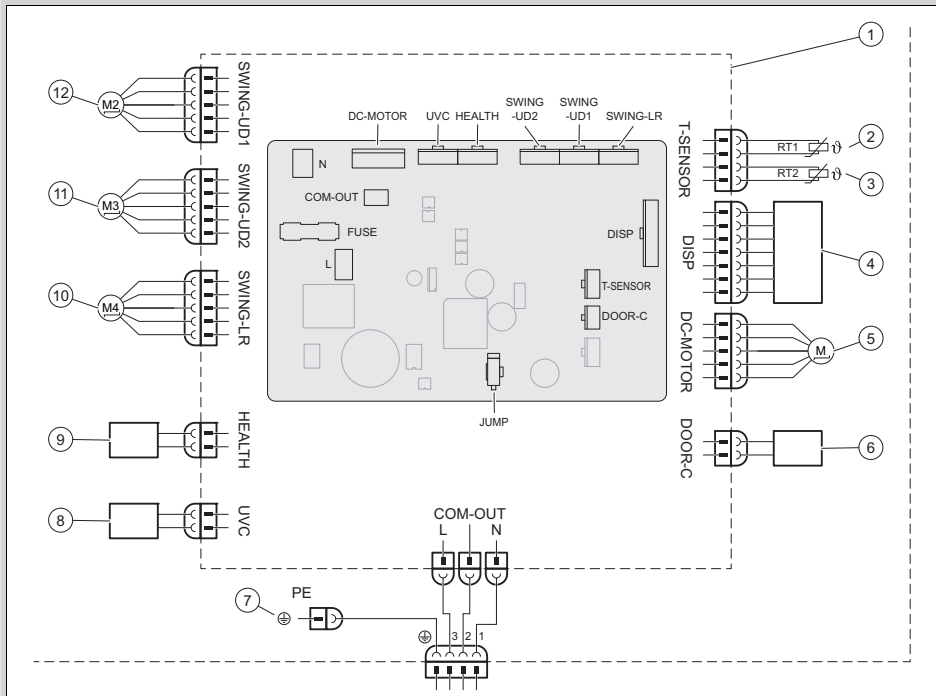 1
12
M2
SWING-UD1
DC-MOTOR
UVC
HEALTH
SWING
-UD2
SWING
-UD1
SWING-LR
T-SENSOR
RT1
ϑ
2
RT2
ϑ
3
N
COM-OUT
FUSE
L
DISP
T-SENSOR
DOOR-C
JUMP
11
M3
SWING-UD2
DISP
4
10
M4
SWING-LR
DC-MOTOR
M
5
9
HEALTH
DOOR-C
6
8
UVC
COM-OUT
L
N
7
PE
3
2
1